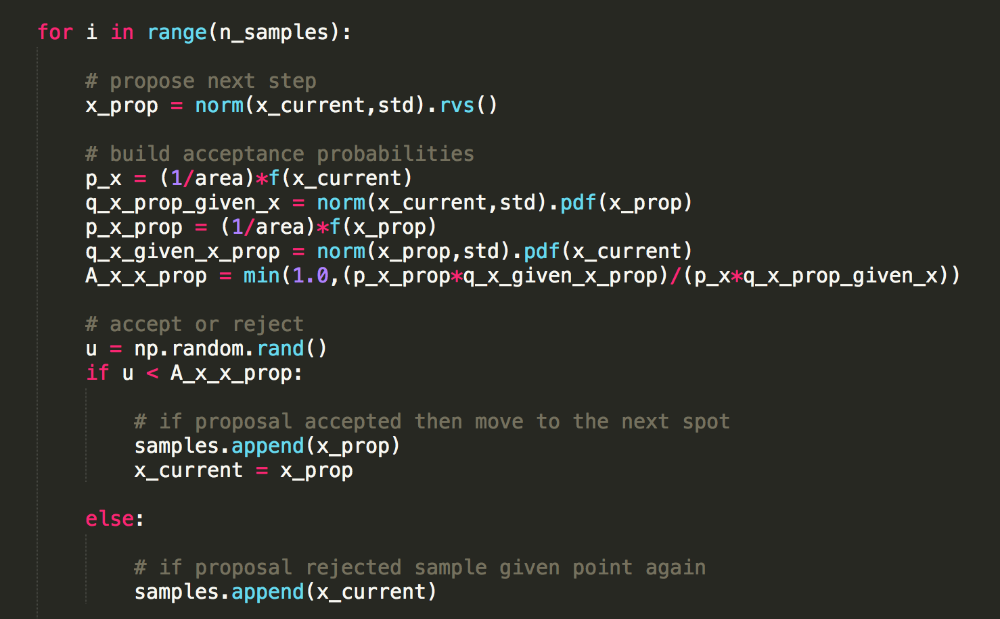 for i in range(n_samples):
# propose next step
x_prop = norm(x_current,std).rvs()
# build acceptance probabilities
p_x = (1/area)*f(x_current)
q_x_prop_given_x = norm(x_current,std).pdf(x_prop)
p_x_prop = (1/area)*f(x_prop)
q_x_given_x_prop = norm(x_prop,std).pdf(x_current)
A_x_x_prop = min(1.0,(p_x_prop*q_x_given_x_prop)/(p_x*q_x_prop_given_x))
# accept or reject
u = np.random.rand()
if u < A_x_x_prop:
# if proposal accepted then move to the next spot
samples.append(x_prop)
x_current = x_prop
else:
# if proposal rejected sample given point again
samples.append(x_current)